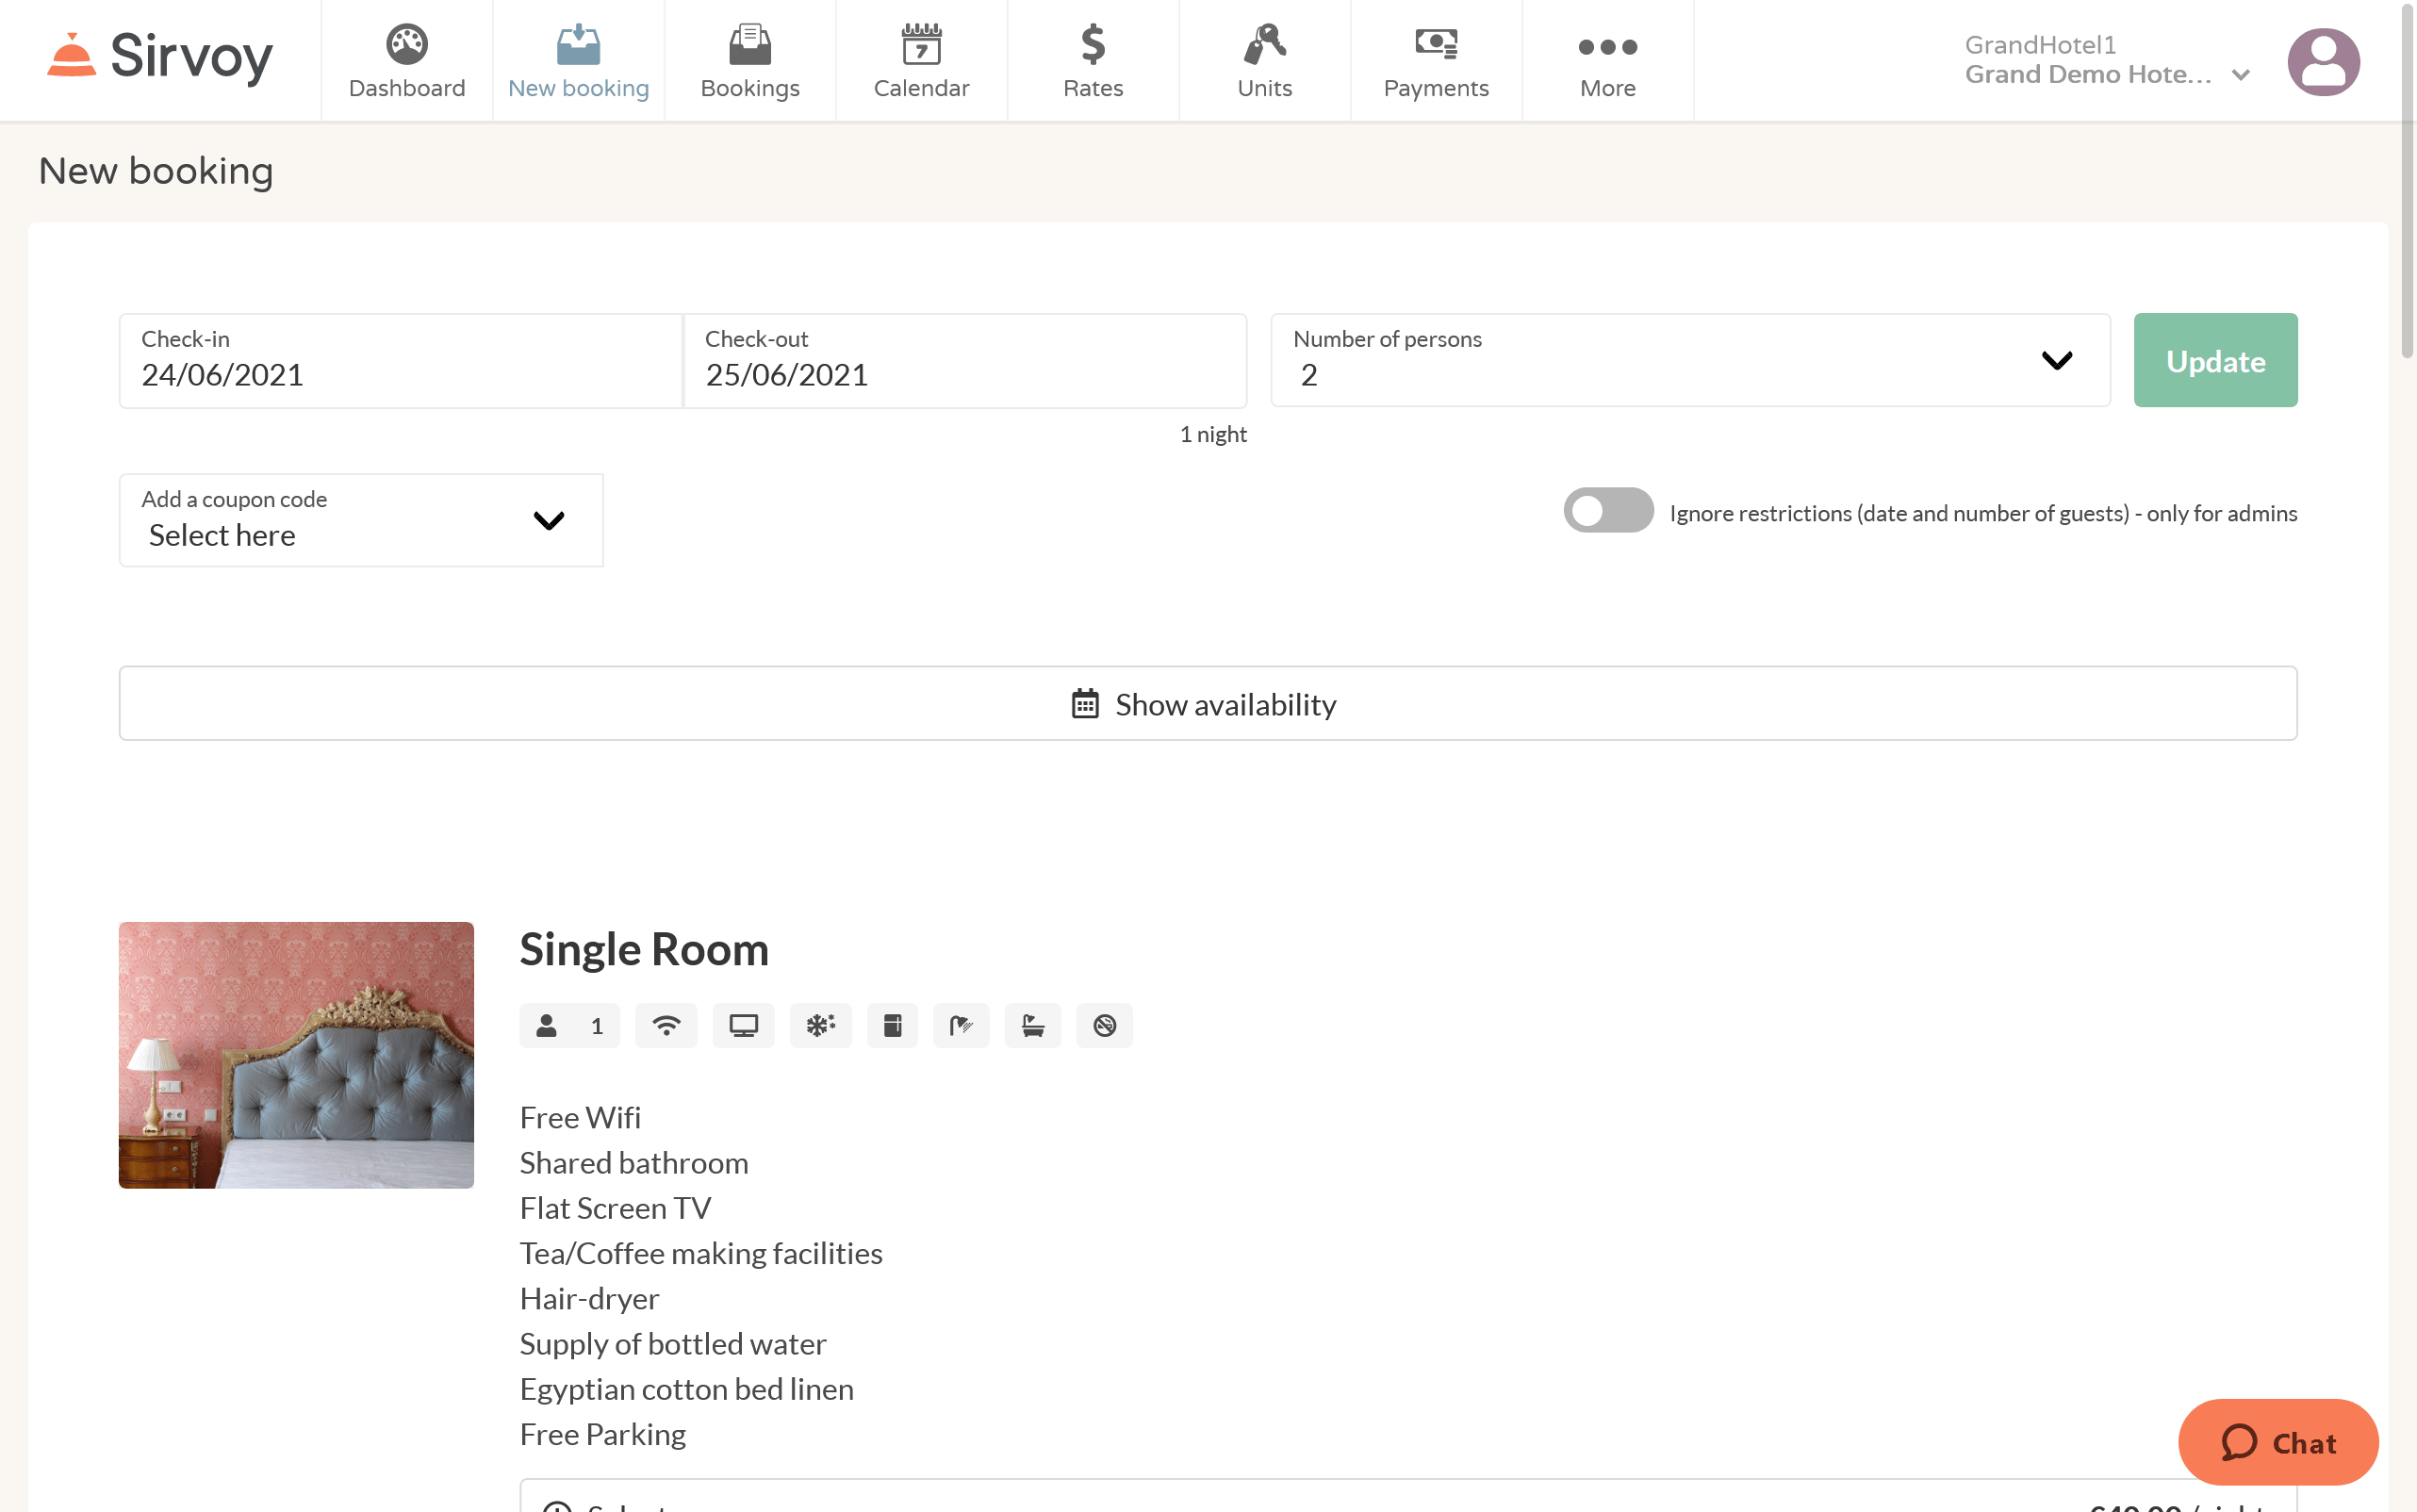 Sirvoy
Dashboard
New booking
Bookings
7
Calendar
Rates
Units
Payments
More
GrandHotel1
Grand Demo Hote...
New booking
Check-in
24/06/2021
Check-out
25/06/2021
Number of persons
2
Update
1 night
Add a coupon code
Select here
Ignore restrictions (date and number of guests) - only for admins
Show availability
Single Room
1
Free Wifi
Shared bathroom
Flat Screen TV
Tea/Coffee making facilities
Hair-dryer
Supply of bottled water
Egyptian cotton bed linen
Free Parking
Chat